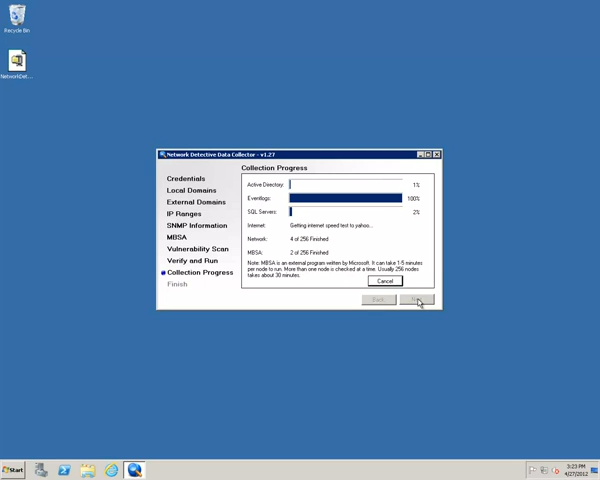 Recycle Bin
NetworkDet...
Network Detective Data Collector - v1.27
Credentials
Local Domains
External Domains
IP Ranges
SNMP Information
MBSA
Vulnerability Scan
Verify and Run
Collection Progress
Finish
Collection Progress
Active Directory: 1%
Eventlogs: 100%
SQL Servers: 2%
Internet: Getting internet speed test to yahoo...
Network: 4 of 256 Finished
MBSA: 2 of 256 Finished
Note: MBSA is an external program written by Microsoft. It can take 1-5 minutes
per node to run. More than one node is checked at a time. Usually 256 nodes
takes about 30 minutes.
Cancel
Back
Start
3:23 PM
4/27/2012